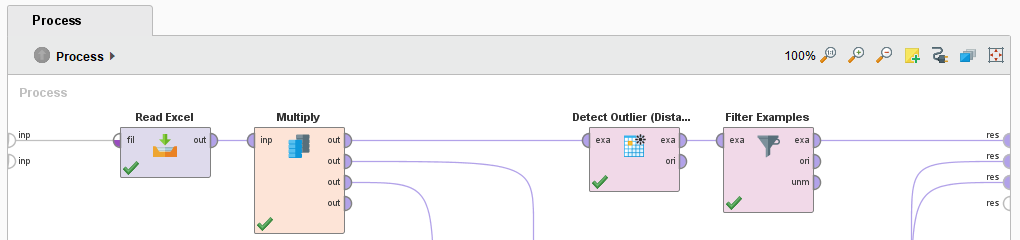 Process
Process
100%
Process
Read Excel
Multiply
Detect Outlier (Dista...
Filter Examples
inp
inp
fil
out
inp
out
out
out
out
exa
exa
ori
exa
exa
ori
unm
res
res
res
res